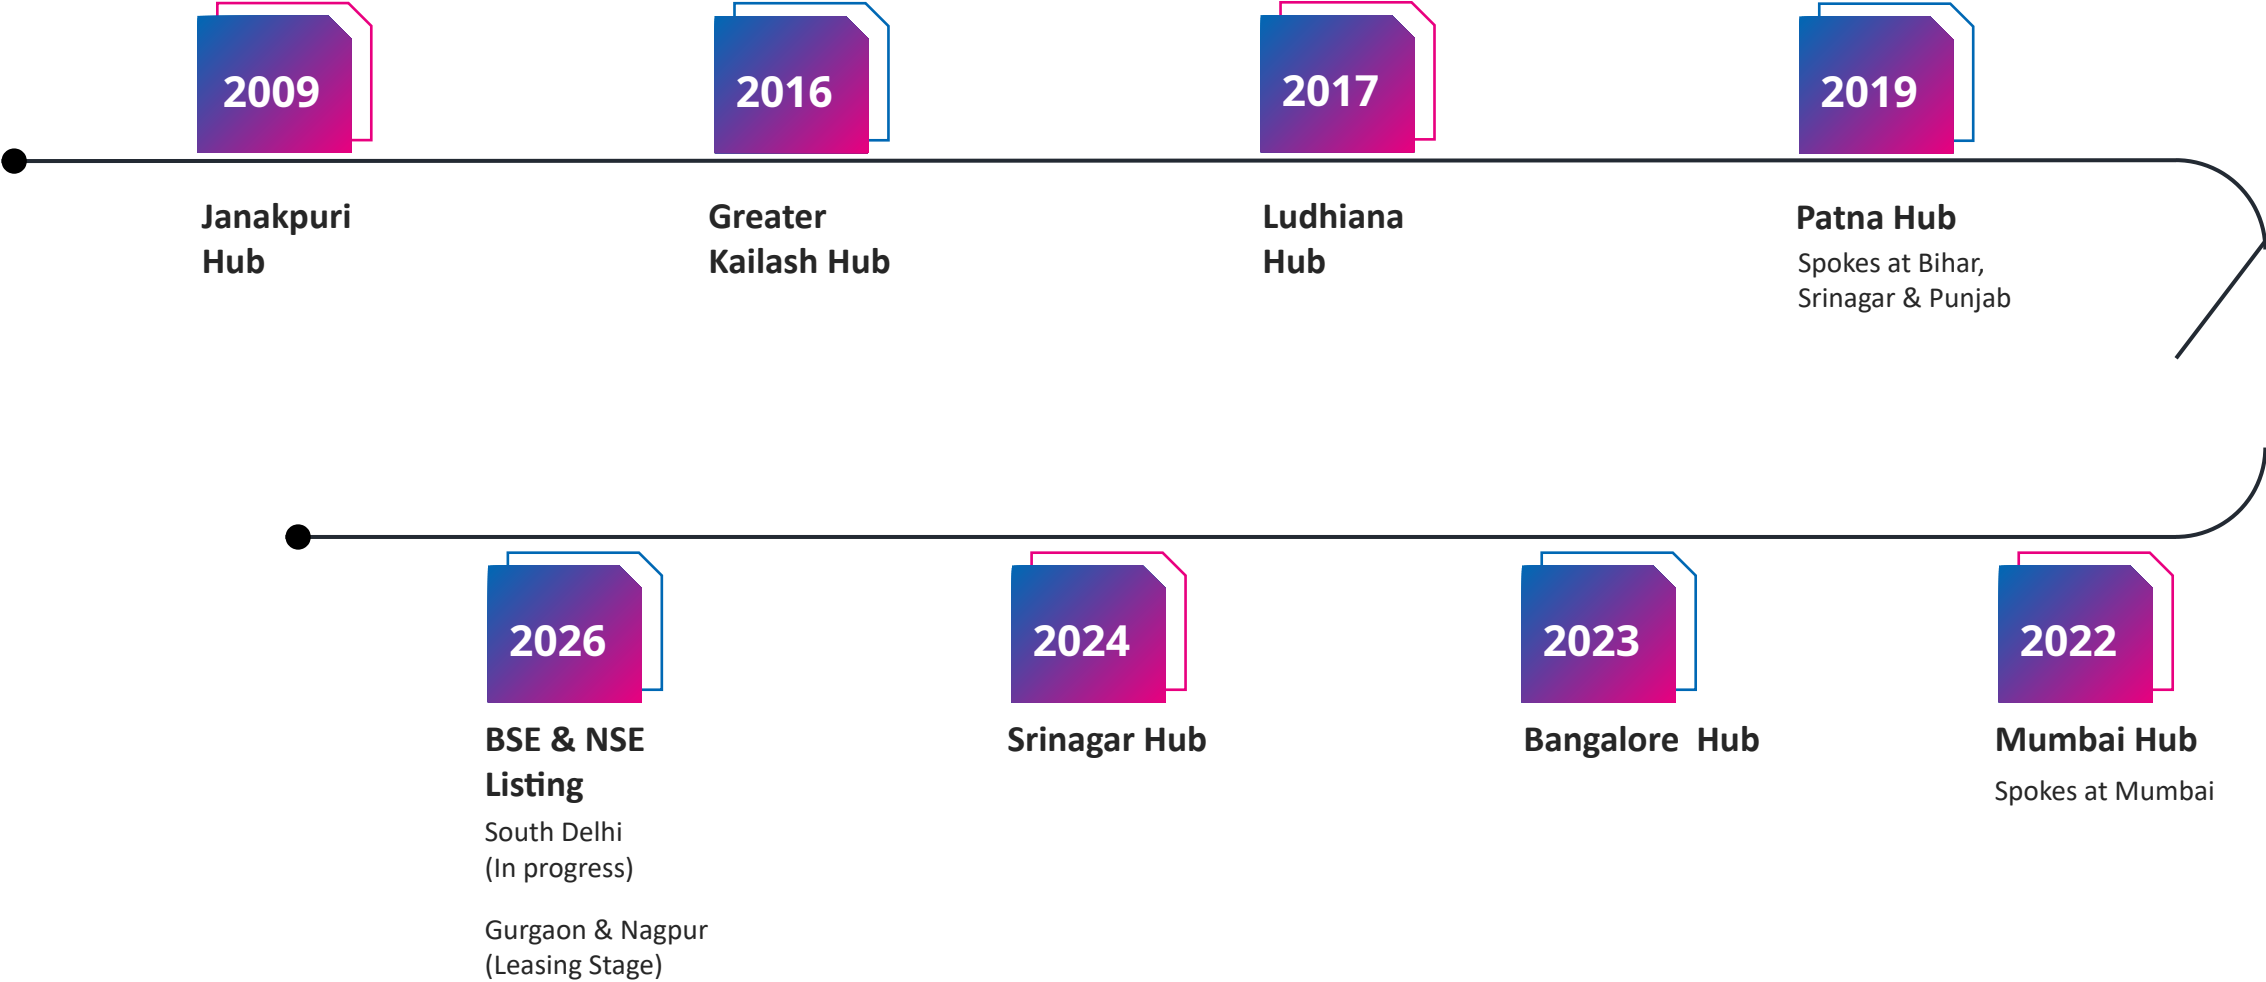 2009
Janakpuri
Hub
2016
Greater
Kailash Hub
2017
Ludhiana
Hub
2019
Patna Hub
Spokes at Bihar,
Srinagar & Punjab
2026
BSE & NSE
Listing
South Delhi
(In progress)
Gurgaon & Nagpur
(Leasing Stage)
2024
Srinagar Hub
2023
Bangalore  Hub
2022
Mumbai Hub
Spokes at Mumbai